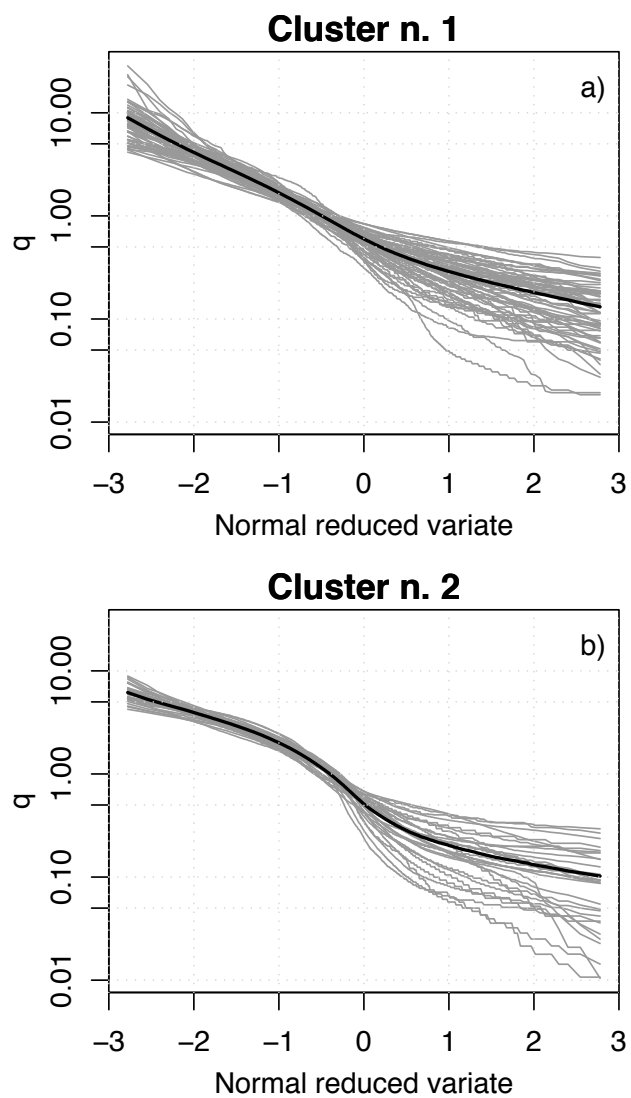 Cluster n. 1
a)
10.00
1.00
0.10
0.01
q
−3 −2 −1 0 1 2 3
Normal reduced variate
Cluster n. 2
b)
10.00
1.00
0.10
0.01
q
−3 −2 −1 0 1 2 3
Normal reduced variate